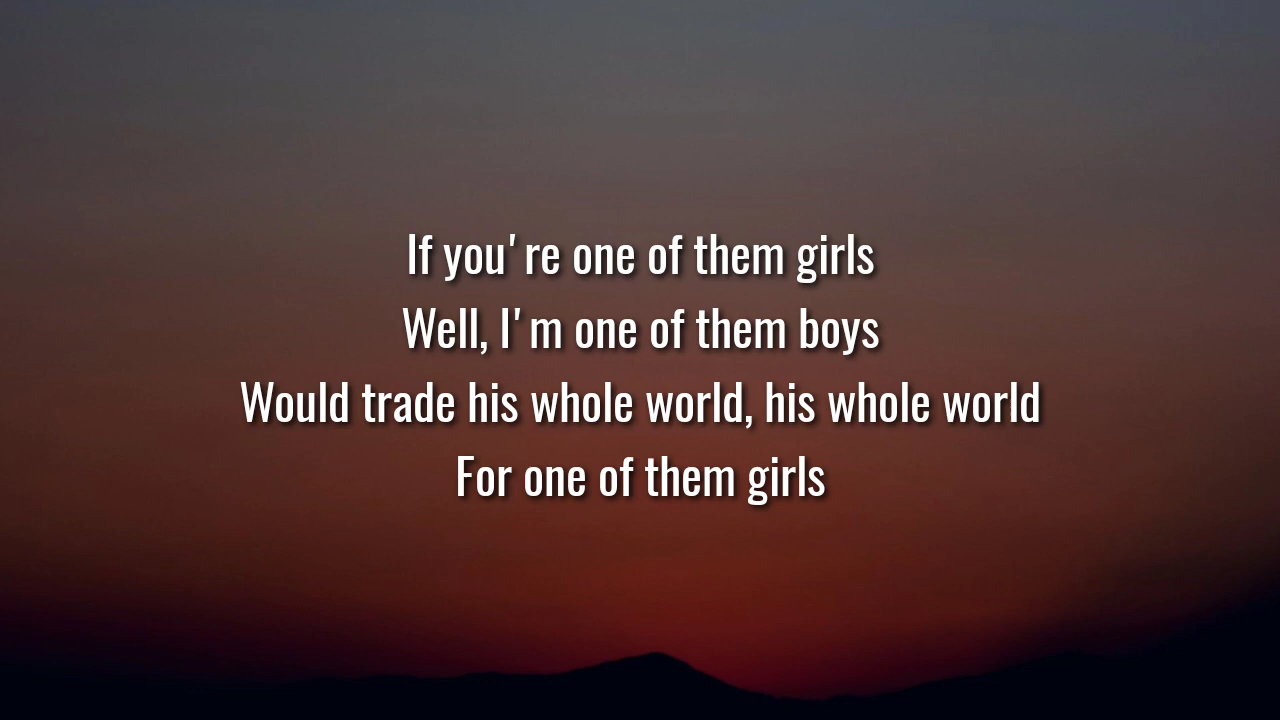 If you're one of them girls
Well, I'm one of them boys
Would trade his whole world, his whole world
For one of them girls